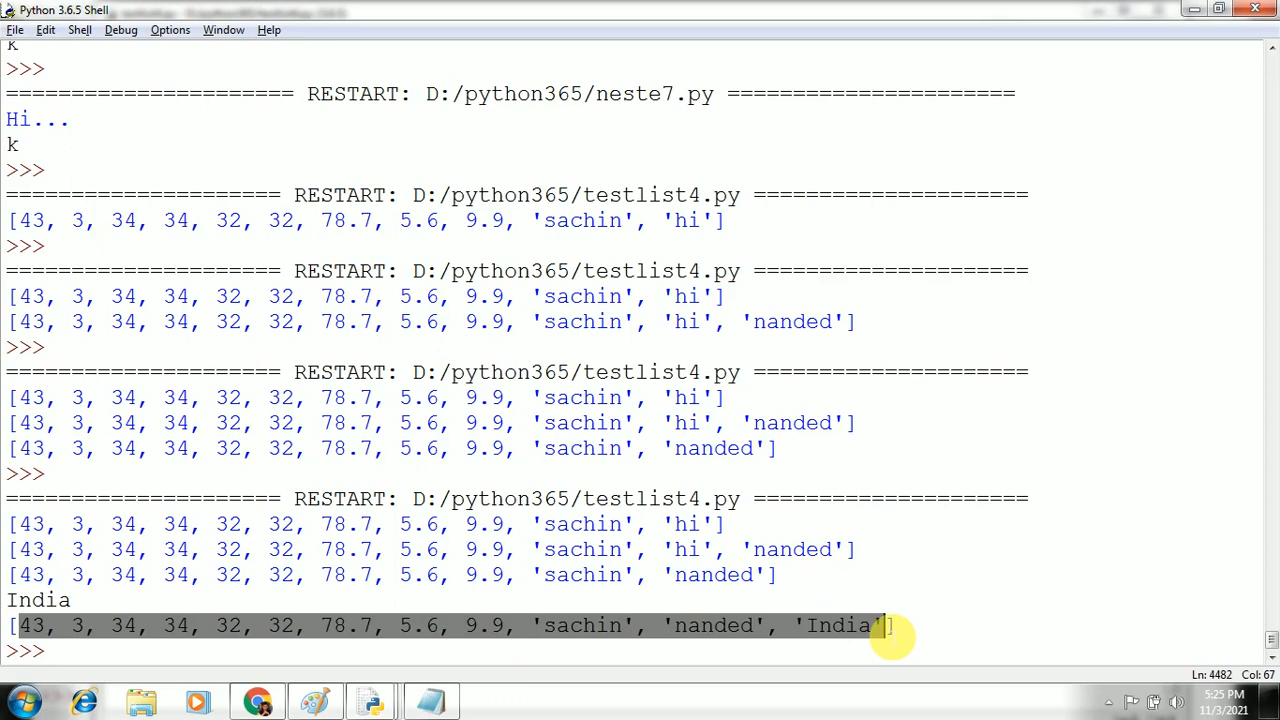 Python 3.6.5 Shell
File Edit Shell Debug Options Window Help
k
>>>
====================== RESTART: D:/python365/neste7.py ======================
Hi...
k
>>>
===================== RESTART: D:/python365/testlist4.py =====================
[43, 3, 34, 34, 32, 32, 78.7, 5.6, 9.9, 'sachin', 'hi']
>>>
===================== RESTART: D:/python365/testlist4.py =====================
[43, 3, 34, 34, 32, 32, 78.7, 5.6, 9.9, 'sachin', 'hi']
[43, 3, 34, 34, 32, 32, 78.7, 5.6, 9.9, 'sachin', 'hi', 'nanded']
>>>
===================== RESTART: D:/python365/testlist4.py =====================
[43, 3, 34, 34, 32, 32, 78.7, 5.6, 9.9, 'sachin', 'hi']
[43, 3, 34, 34, 32, 32, 78.7, 5.6, 9.9, 'sachin', 'hi', 'nanded']
[43, 3, 34, 34, 32, 32, 78.7, 5.6, 9.9, 'sachin', 'nanded']
>>>
===================== RESTART: D:/python365/testlist4.py =====================
[43, 3, 34, 34, 32, 32, 78.7, 5.6, 9.9, 'sachin', 'hi']
[43, 3, 34, 34, 32, 32, 78.7, 5.6, 9.9, 'sachin', 'hi', 'nanded']
[43, 3, 34, 34, 32, 32, 78.7, 5.6, 9.9, 'sachin', 'nanded']
India
[43, 3, 34, 34, 32, 32, 78.7, 5.6, 9.9, 'sachin', 'nanded', 'India']
>>>
Ln: 4482 Col: 67
5:25 PM
11/3/2021